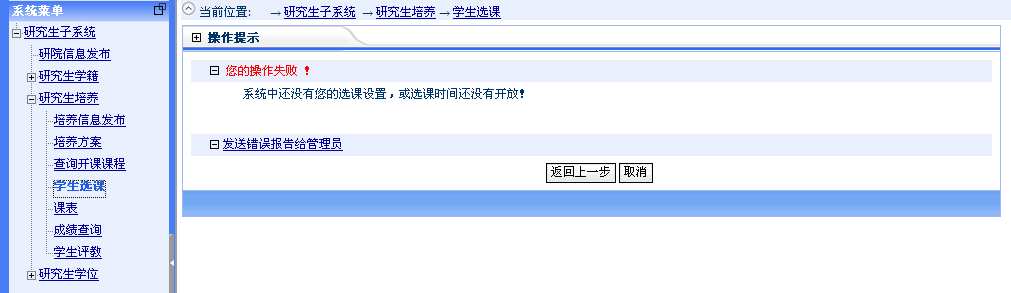 系统菜单
研究生子系统
研院信息发布
研究生学籍
研究生培养
培养信息发布
培养方案
查询开课课程
学生选课
课表
成绩查询
学生评教
研究生学位
当前位置: →研究生子系统 →研究生培养 →学生选课
操作提示
您的操作失败 !
系统中还没有您的选课设置，或选课时间还没有开放!
发送错误报告给管理员
返回上一步 取消